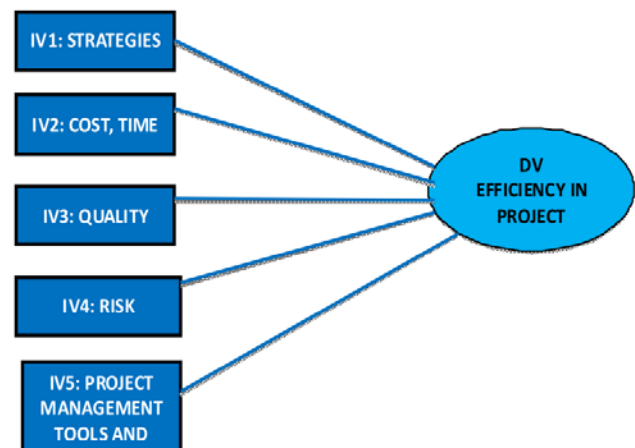 IV1: STRATEGIES
IV2: COST, TIME
IV3: QUALITY
IV4: RISK
IV5: PROJECT
MANAGEMENT
TOOLS AND
DV
EFFICIENCY IN
PROJECT